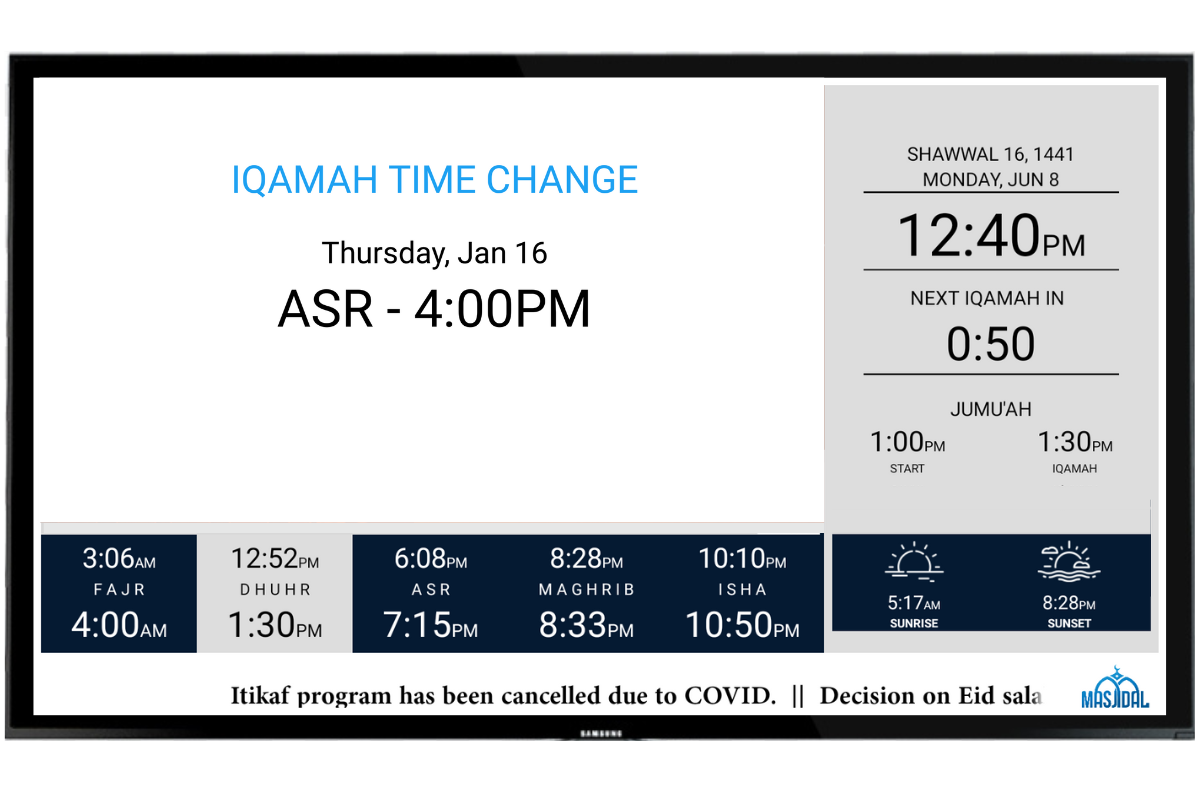 IQAMAH TIME CHANGE
Thursday, Jan 16
ASR - 4:00PM
SHAWWAL 16, 1441
MONDAY, JUN 8
12:40PM
NEXT IQAMAH IN
0:50
JUMU'AH
1:00PM 1:30PM
START IQAMAH
3:06AM 12:52PM 6:08PM 8:28PM 10:10PM
FAJR DHUHR ASR MAGHRIB ISHA
4:00AM 1:30PM 7:15PM 8:33PM 10:50PM
5:17AM 8:28PM
SUNRISE SUNSET
Itikaf program has been cancelled due to COVID. || Decision on Eid sala
MASJIDAL
SAMSUNG